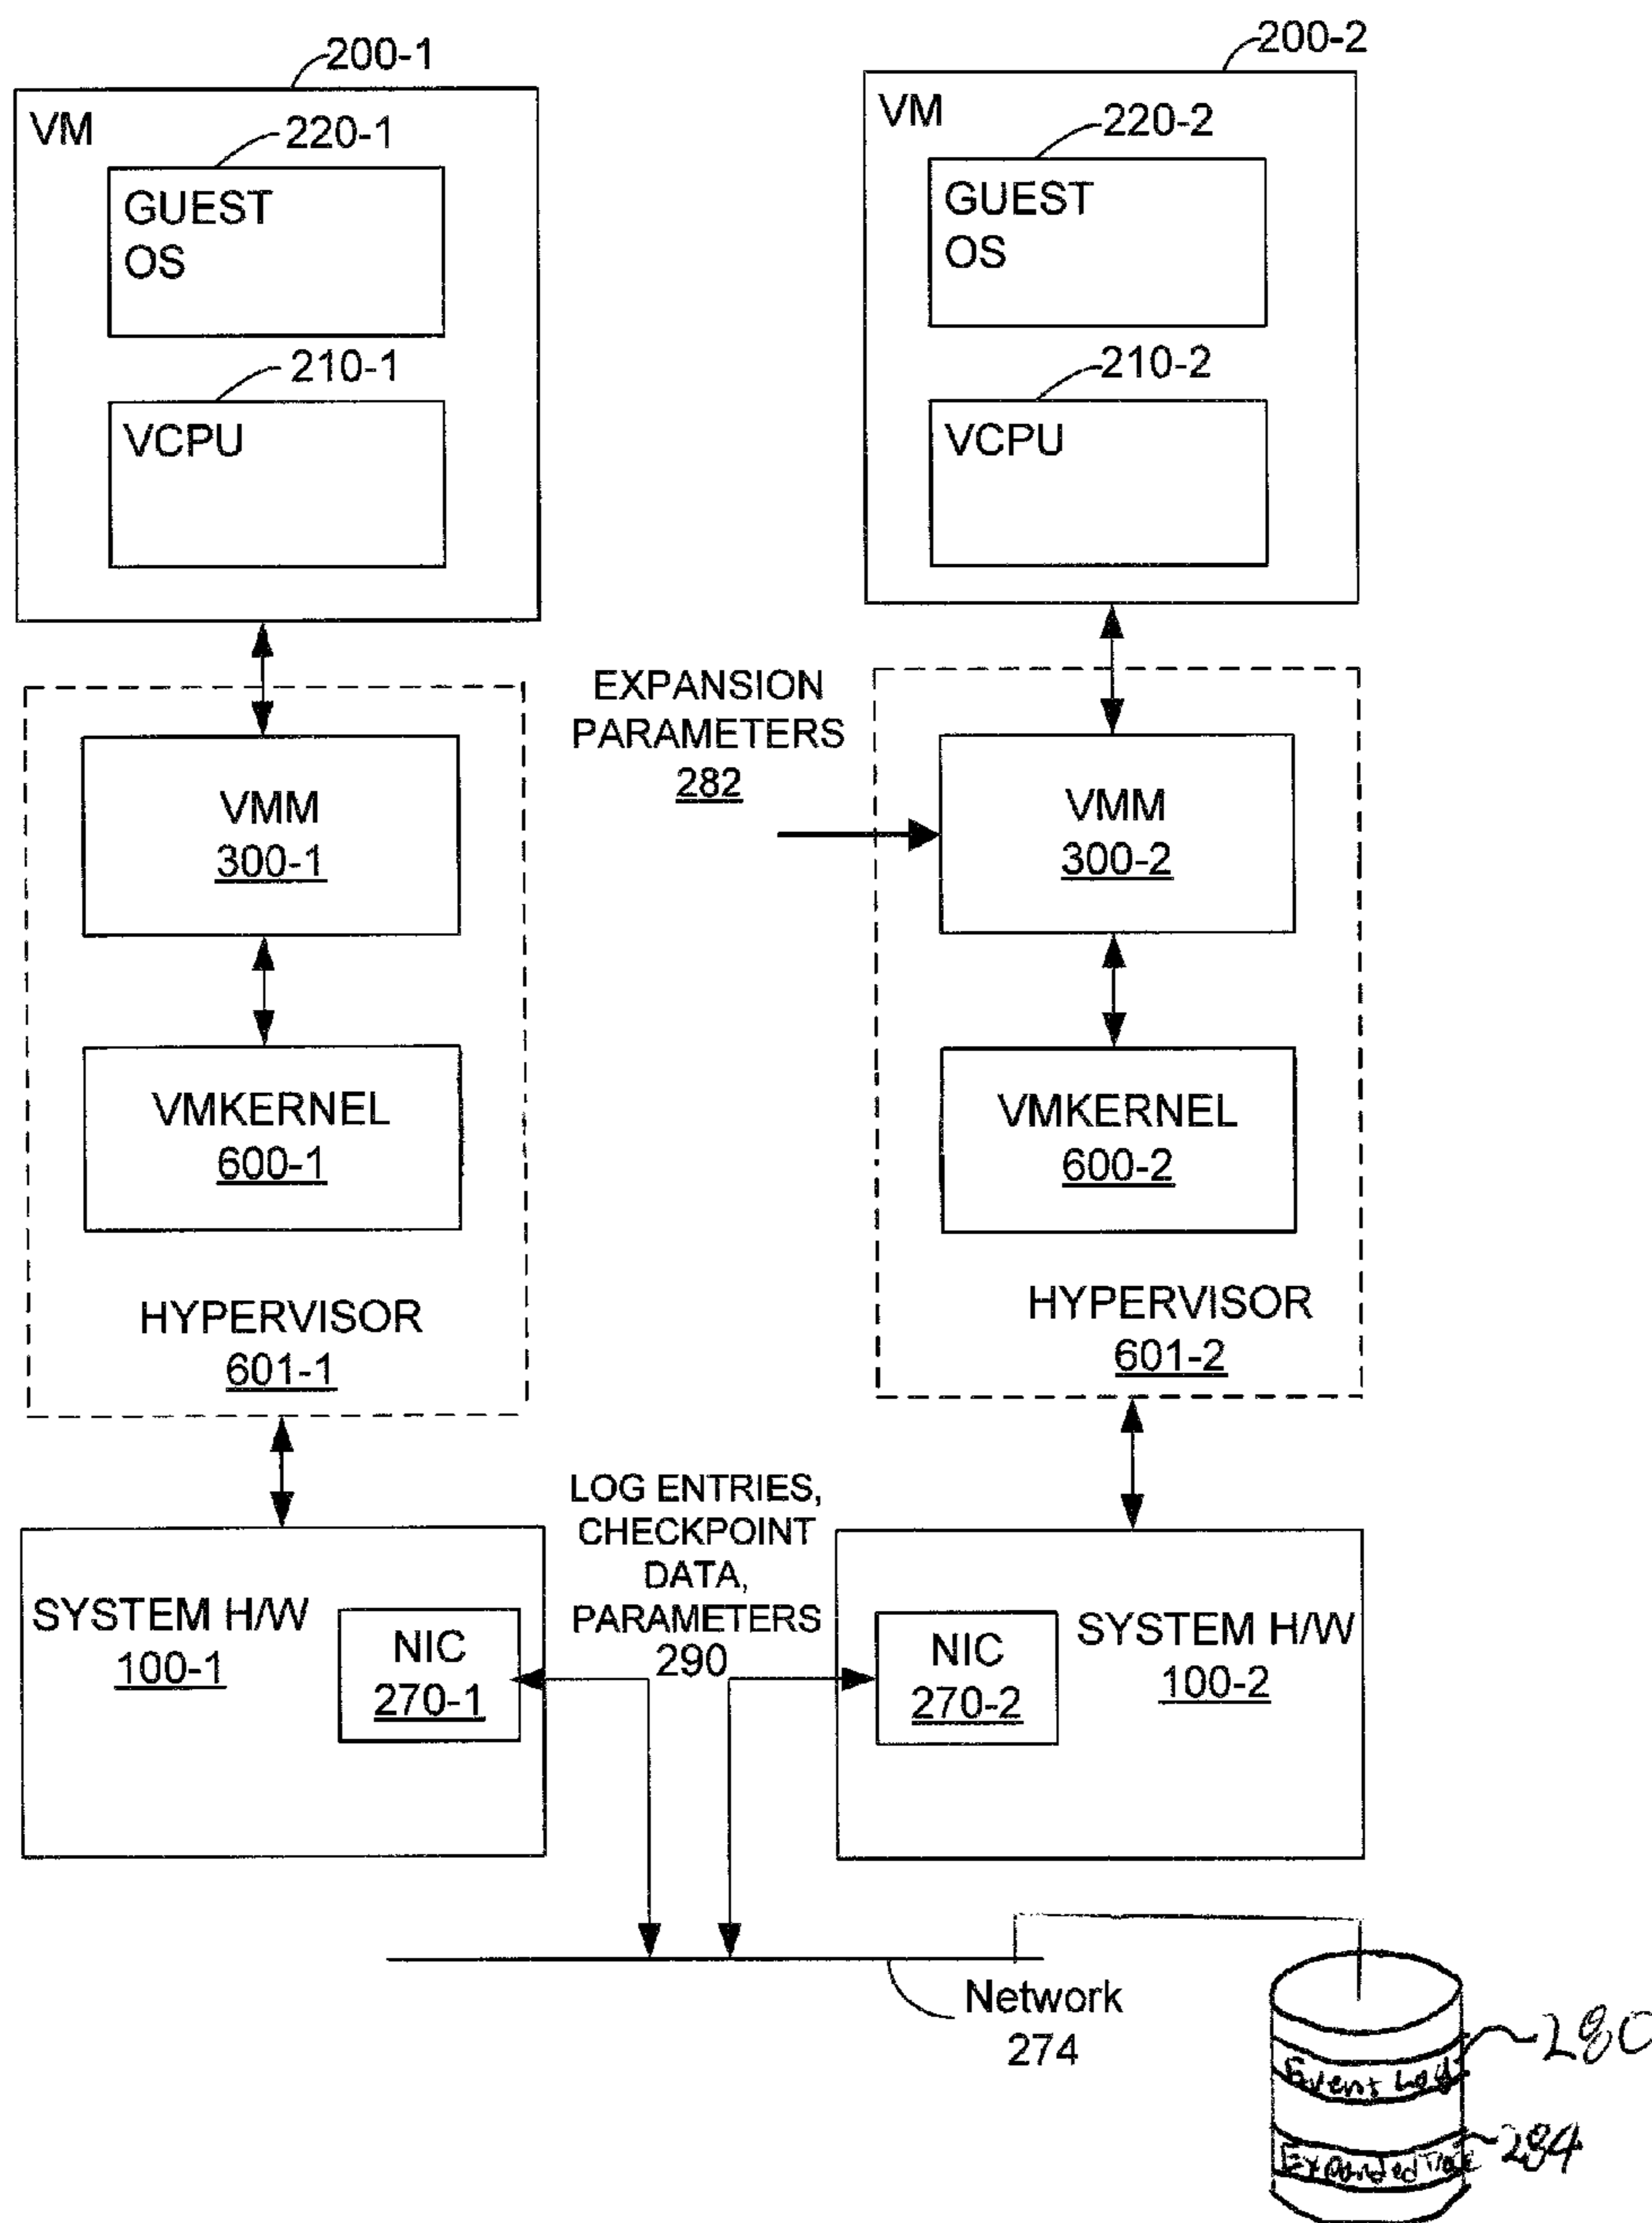 200-1
VM
220-1
GUEST
OS
210-1
VCPU
200-2
VM
220-2
GUEST
OS
210-2
VCPU
EXPANSION
PARAMETERS
282
VMM
300-1
VMKERNEL
600-1
HYPERVISOR
601-1
VMM
300-2
VMKERNEL
600-2
HYPERVISOR
601-2
LOG ENTRIES,
CHECKPOINT
DATA,
PARAMETERS
290
SYSTEM H/W
100-1
NIC
270-1
NIC
270-2
SYSTEM H/W
100-2
Network
274
280
Event Log
284
Expanded